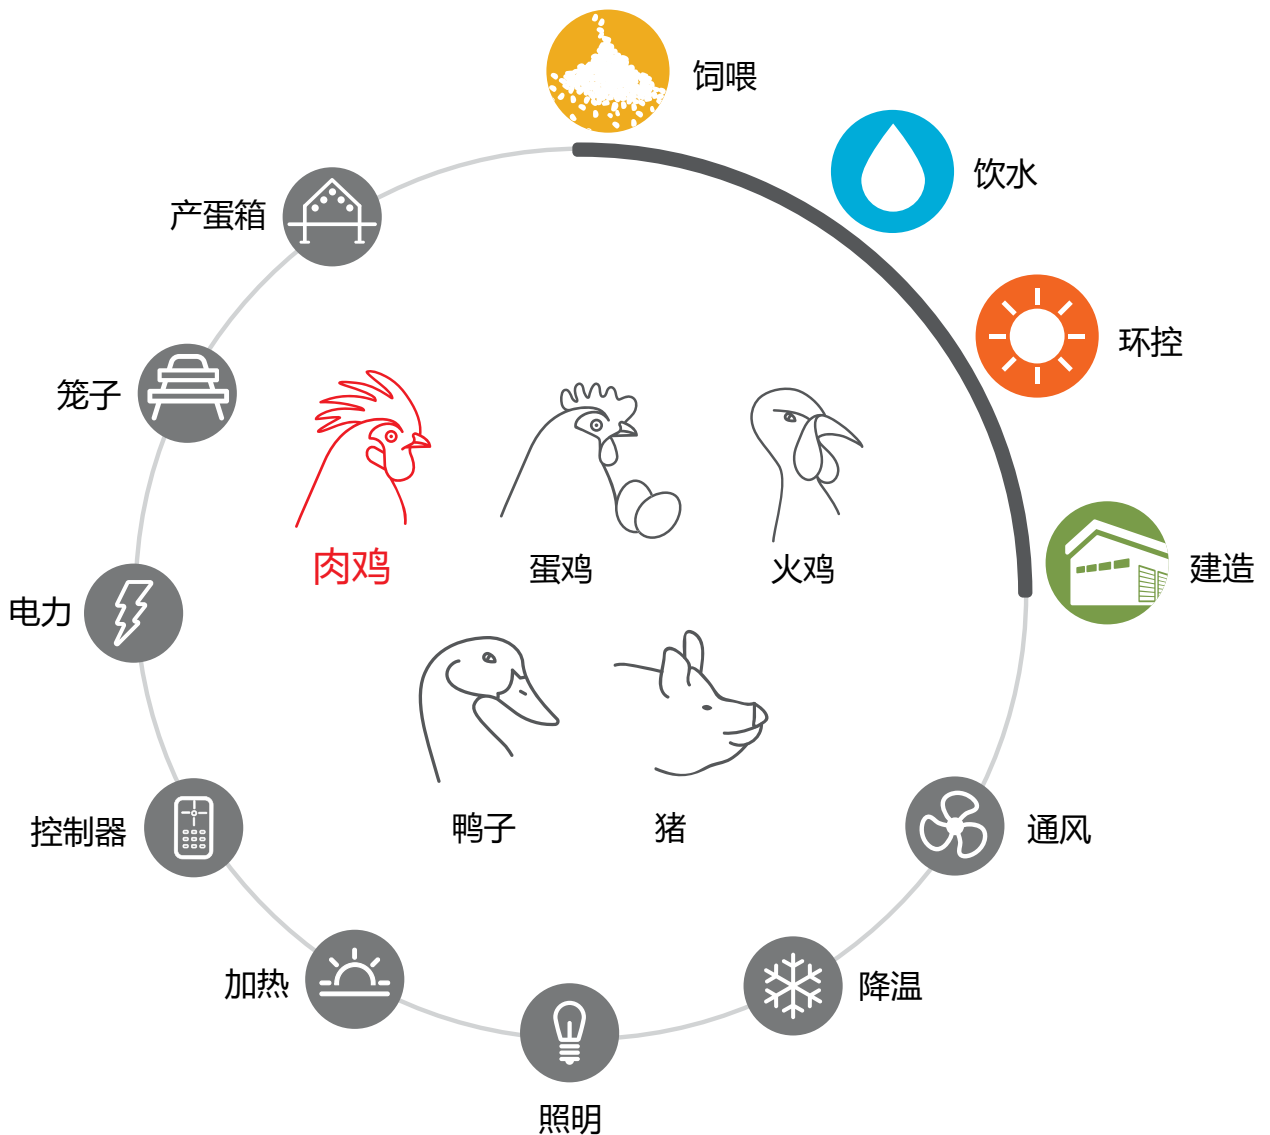 饲喂
饮水
产蛋箱
环控
笼子
肉鸡
蛋鸡
火鸡
建造
电力
鸭子
猪
控制器
通风
加热
降温
照明